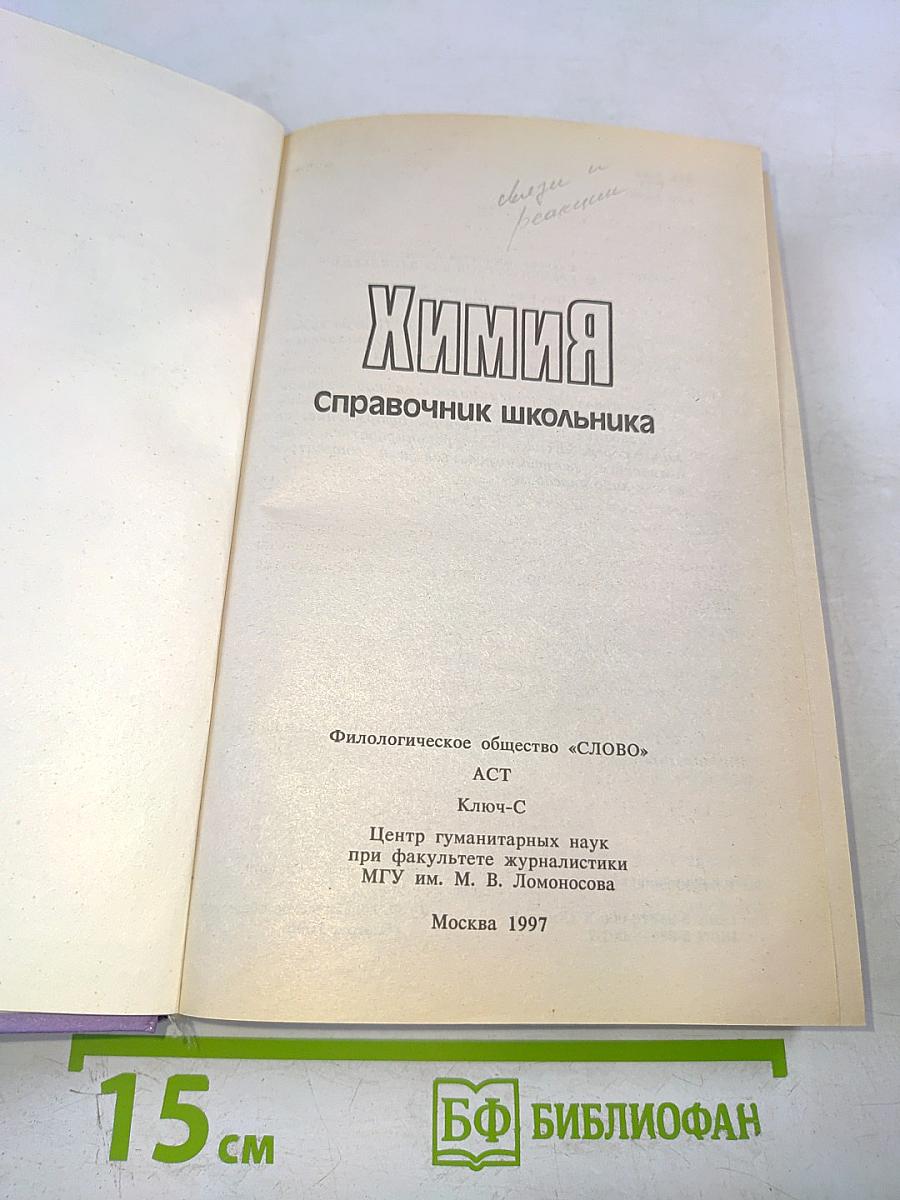 связи и
реакции
ХИМИЯ
Справочник школьника
Филологическое общество «СЛОВО»
АСТ
Ключ-С
Центр гуманитарных наук
при факультете журналистики
МГУ им. М. В. Ломоносова
Москва 1997
15 см
БФ БИБЛИОФАН